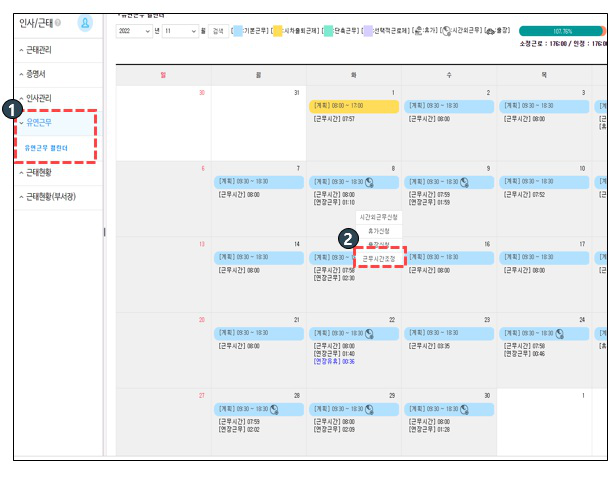 인사/근태
유연근무 캘린더
2022 년 11 월 검색 [ :기본근무] [ :시차출퇴근제] [ :단축근무] [ :선택적근로제] [ :휴가] [ :시간외근무] [ :출장] 107.76%
소정근로 : 176:00 / 인정 : 176:0
근태관리
증명서
인사관리
유연근무
유연근무 캘린더
근태현황
근태현황(부서장)
1
일 월 화 수 목
30 31 1 2 3
[계획] 08:00 ~ 17:00 [계획] 09:30 ~ 18:30 [계획] 09:30 ~ 18:30
[근무시간] 07:57 [근무시간] 08:00 [근무시간] 08:00
6 7 8 9 10
[계획] 09:30 ~ 18:30 [계획] 09:30 ~ 18:30 [계획] 09:30 ~ 18:30 [계획] 09:30 ~ 18:30
[근무시간] 08:00 [근무시간] 08:00 [근무시간] 07:59 [근무시간] 07:52
[연장근무] 01:10 [연장근무] 01:59
시간외근무신청
휴가신청
출장신청
2
근무시간조정
13 14 16 17
[계획] 09:30 ~ 18:30 [계획] 09:30 ~ [계획] 09:30 ~ 18:30 [계획] 09:30 ~ 18:30
[근무시간] 08:00 [근무시간] 07:58 [근무시간] 08:00 [근무시간] 08:00
[연장근무] 02:30
20 21 22 23 24
[계획] 09:30 ~ 18:30 [계획] 09:30 ~ 18:30 [계획] 09:30 ~ 18:30 [계획] 09:30 ~ 18:30
[근무시간] 08:00 [근무시간] 08:00 [근무시간] 03:35 [근무시간] 07:58
[연장근무] 01:40 [연장근무] 00:46
[연장휴휴] 00:36
27 28 29 30 1
[계획] 09:30 ~ 18:30 [계획] 09:30 ~ 18:30 [계획] 09:30 ~ 18:30
[근무시간] 07:59 [근무시간] 08:00 [근무시간] 08:00
[연장근무] 02:02 [연장근무] 02:09 [연장근무] 01:28